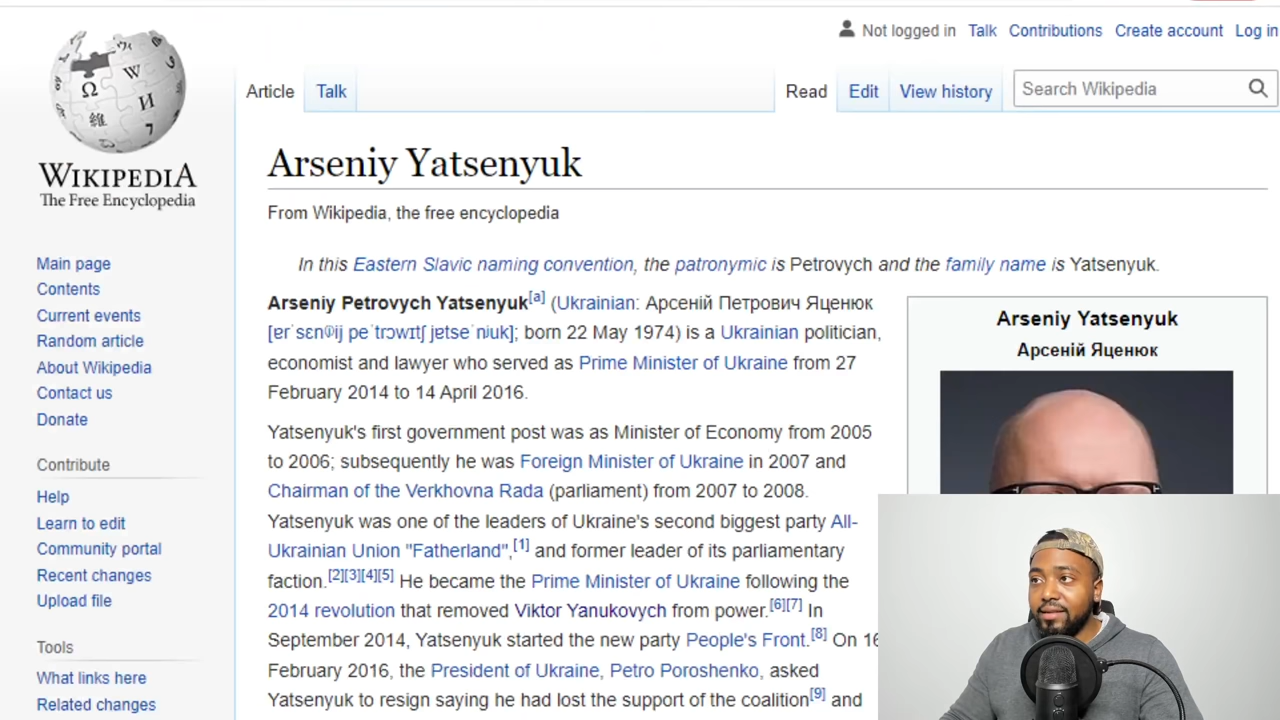 Not logged in Talk Contributions Create account Log in
Article Talk Read Edit View history Search Wikipedia
WIKIPEDIA
The Free Encyclopedia
Main page
Contents
Current events
Random article
About Wikipedia
Contact us
Donate
Contribute
Help
Learn to edit
Community portal
Recent changes
Upload file
Tools
What links here
Related changes
Arseniy Yatsenyuk
From Wikipedia, the free encyclopedia
In this Eastern Slavic naming convention, the patronymic is Petrovych and the family name is Yatsenyuk.
Arseniy Petrovych Yatsenyuk[a] (Ukrainian: Арсеній Петрович Яценюк
[ɐrˈsɛn⁽ʲ⁾ij peˈtrɔwɪtʃ jɐtseˈnʲuk]; born 22 May 1974) is a Ukrainian politician,
economist and lawyer who served as Prime Minister of Ukraine from 27
February 2014 to 14 April 2016.
Yatsenyuk's first government post was as Minister of Economy from 2005
to 2006; subsequently he was Foreign Minister of Ukraine in 2007 and
Chairman of the Verkhovna Rada (parliament) from 2007 to 2008.
Yatsenyuk was one of the leaders of Ukraine's second biggest party All-
Ukrainian Union "Fatherland",[1] and former leader of its parliamentary
faction.[2][3][4][5] He became the Prime Minister of Ukraine following the
2014 revolution that removed Viktor Yanukovych from power.[6][7] In
September 2014, Yatsenyuk started the new party People's Front.[8] On 16
February 2016, the President of Ukraine, Petro Poroshenko, asked
Yatsenyuk to resign saying he had lost the support of the coalition[9] and
Arseniy Yatsenyuk
Арсеній Яценюк